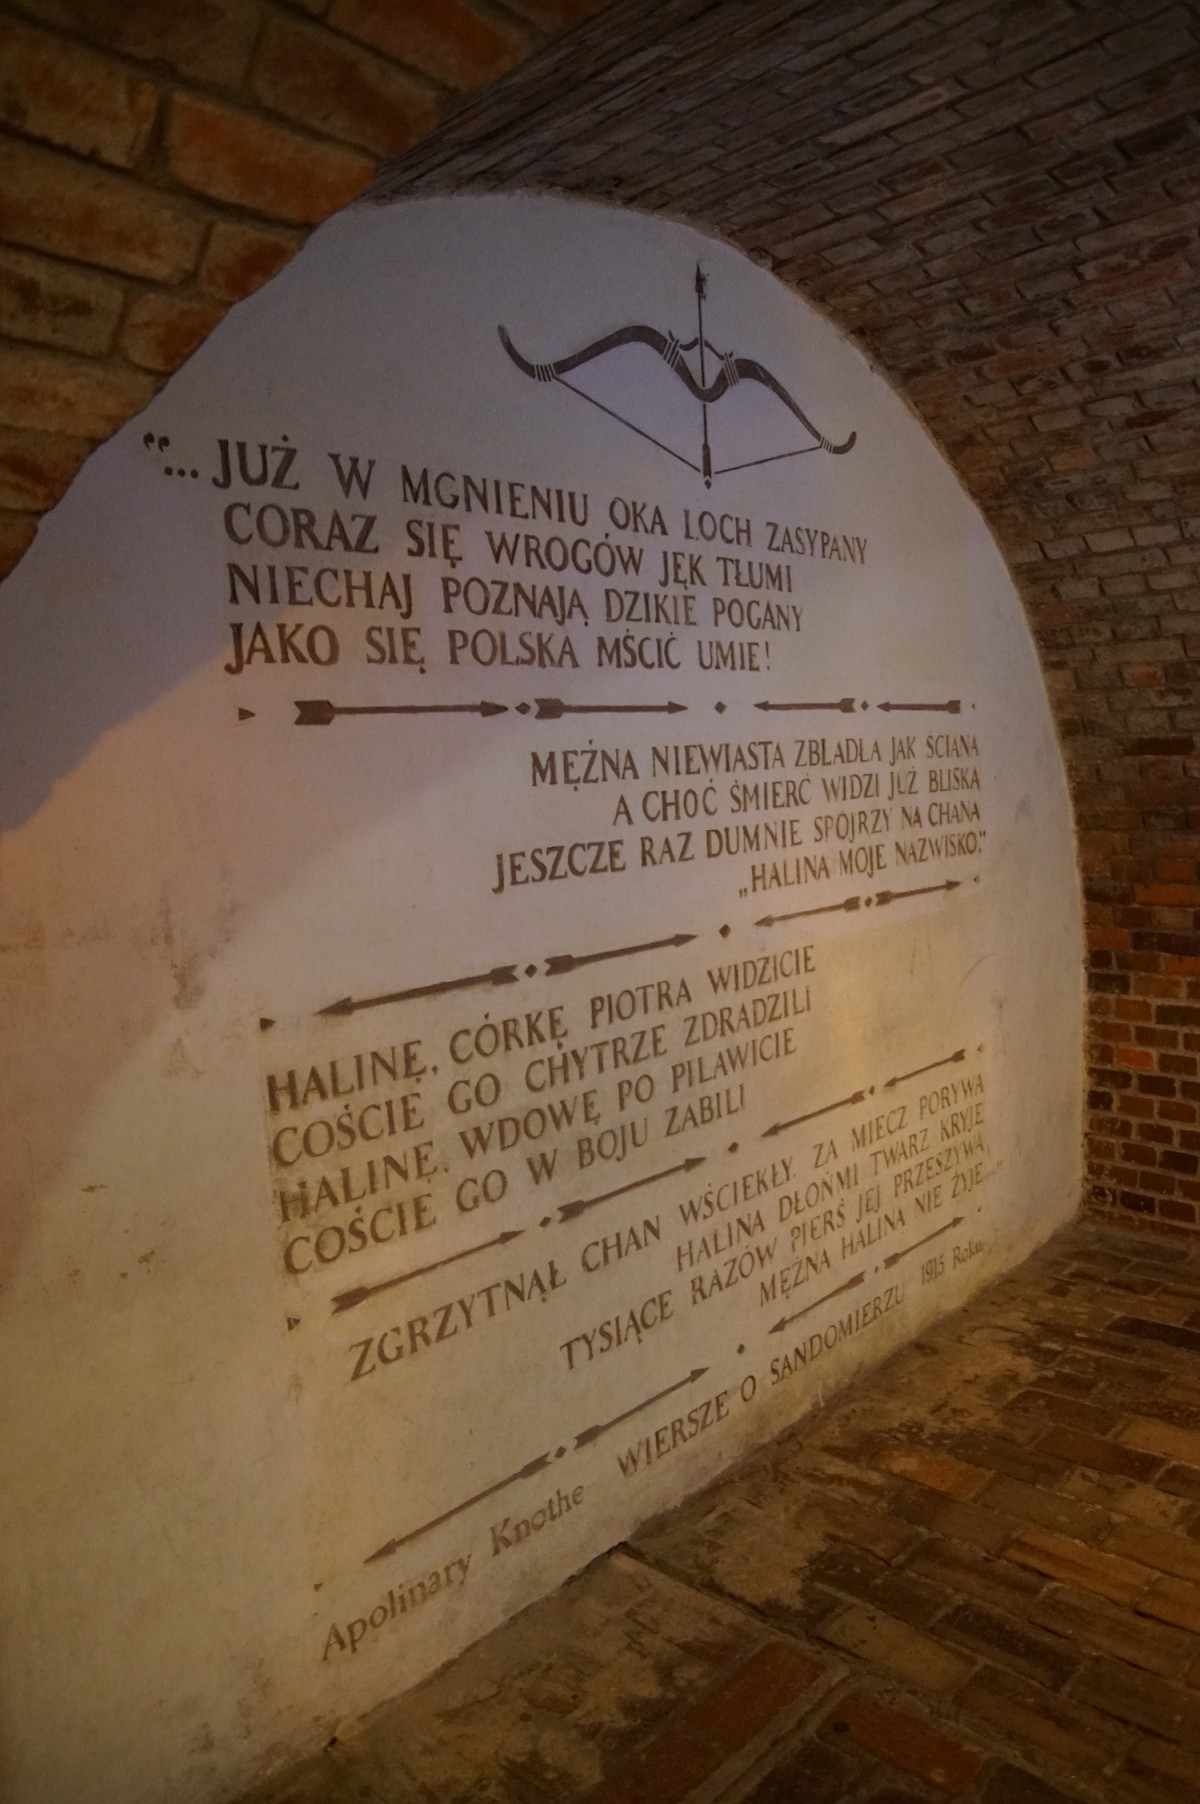 “...JUŻ W MGNIENIU OKA LOCH ZASYPANY
CORAZ SIĘ WROGÓW JĘK TŁUMI
NIECHAJ POZNAJĄ DZIKIE POGANY
JAKO SIĘ POLSKA MŚCIĆ UMIE!
MĘŻNA NIEWIASTA ZBLADŁA JAK ŚCIANA
A CHOĆ ŚMIERĆ WIDZI JUŻ BLISKĄ
JESZCZE RAZ DUMNIE SPOJRZY NA CHANA
„HALINA MOJE NAZWISKO.”
HALINĘ, CÓRKĘ PIOTRA WIDZICIE
COŚCIE GO CHYTRZE ZDRADZILI
HALINĘ, WDOWĘ PO PILAWICIE
COŚCIE GO W BOJU ZABILI
ZGRZYTNĄŁ CHAN WŚCIEKŁY. ZA MIECZ PORYWA
HALINA DŁOŃMI TWARZ KRYJE
TYSIĄCE RAZÓW PIERŚ JEJ PRZESZYWA,
MĘŻNA HALINA NIE ŻYJE...”
Apolinary Knothe WIERSZE O SANDOMIERZU 1915 Roku